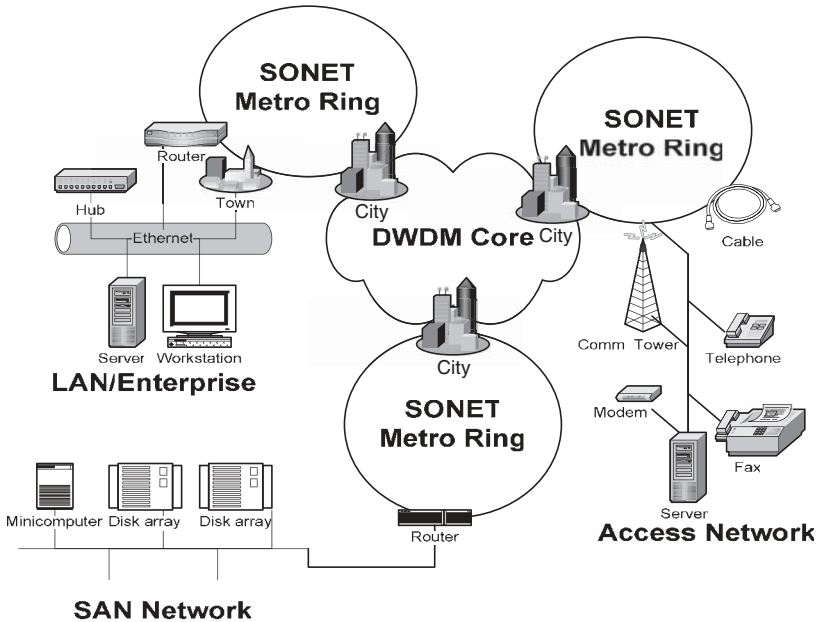 SONET
Metro Ring
SONET
Metro Ring
Router
Hub
Town
City
Ethernet
DWDM Core
City
Cable
Server
Workstation
LAN/Enterprise
Comm Tower
Telephone
City
SONET
Metro Ring
Modem
Fax
Minicomputer
Disk array
Disk array
Server
Router
Access Network
SAN Network